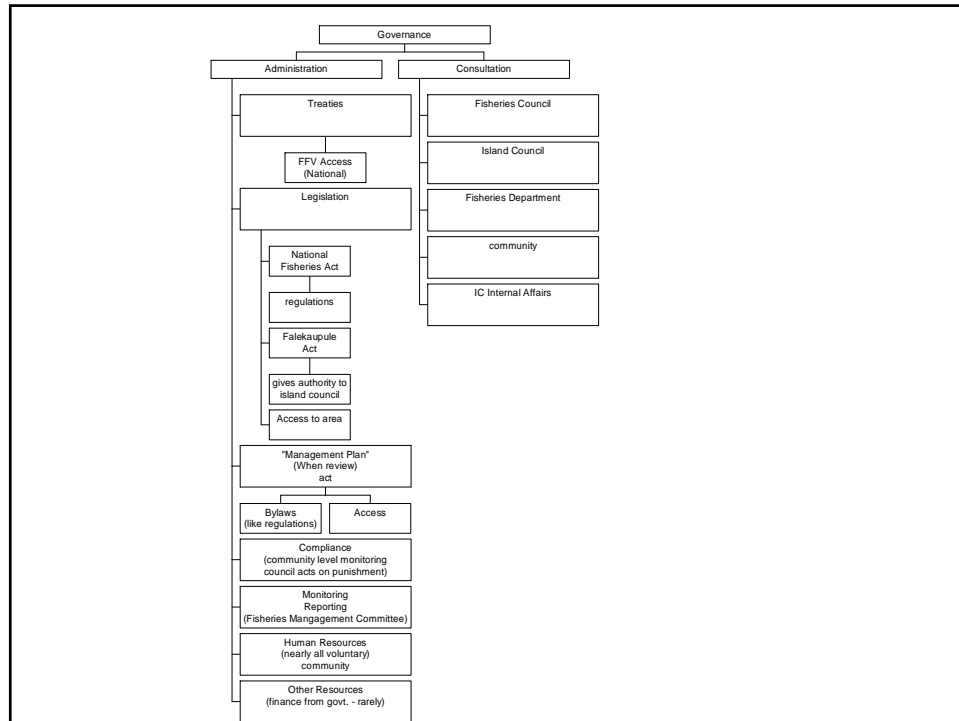 Governance
Administration
Consultation
Treaties
FFV Access
(National)
Legislation
National
Fisheries Act
regulations
Falekaupule
Act
gives authority to
island council
Access to area
"Management Plan"
(When review)
act
Bylaws
(like regulations)
Access
Compliance
(community level monitoring
council acts on punishment)
Monitoring
Reporting
(Fisheries Mangagement Committee)
Human Resources
(nearly all voluntary)
community
Other Resources
(finance from govt. - rarely)
Fisheries Council
Island Council
Fisheries Department
community
IC Internal Affairs